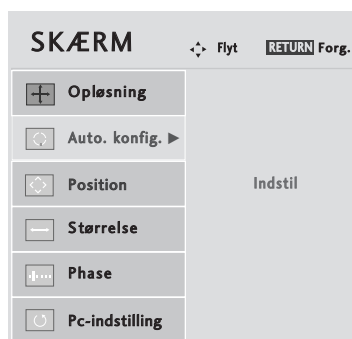 SKÆRM
Flyt RETURN Forg.
Opløsning
Auto. konfig. ►
Position
Indstil
Størrelse
Phase
Pc-indstilling